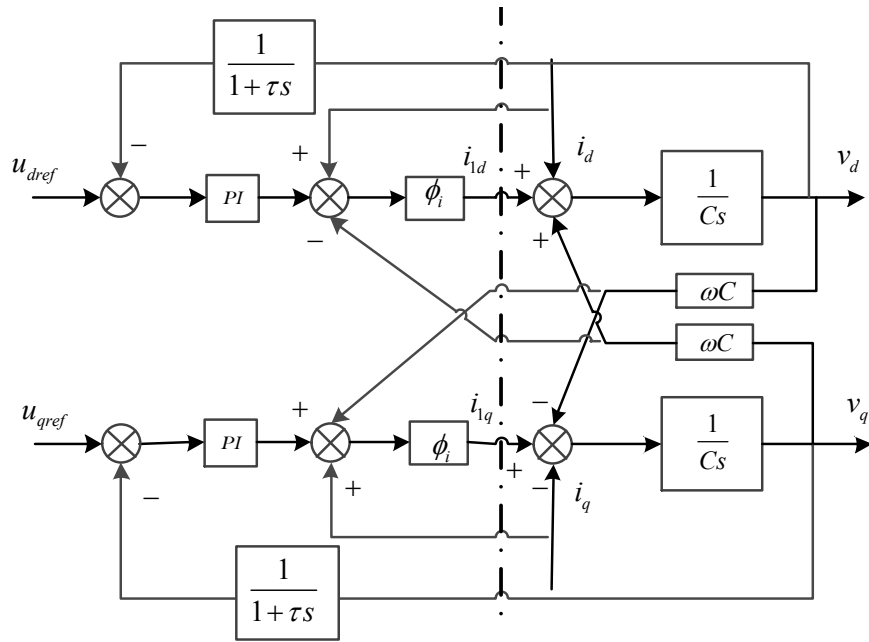 1
1 + τs
−
u_dref
PI
+
−
i_1d
ϕ_i
+
i_d
+
1
Cs
v_d
ωC
ωC
u_qref
−
PI
+
+
i_1q
ϕ_i
−
+
−
i_q
1
Cs
v_q
1
1 + τs